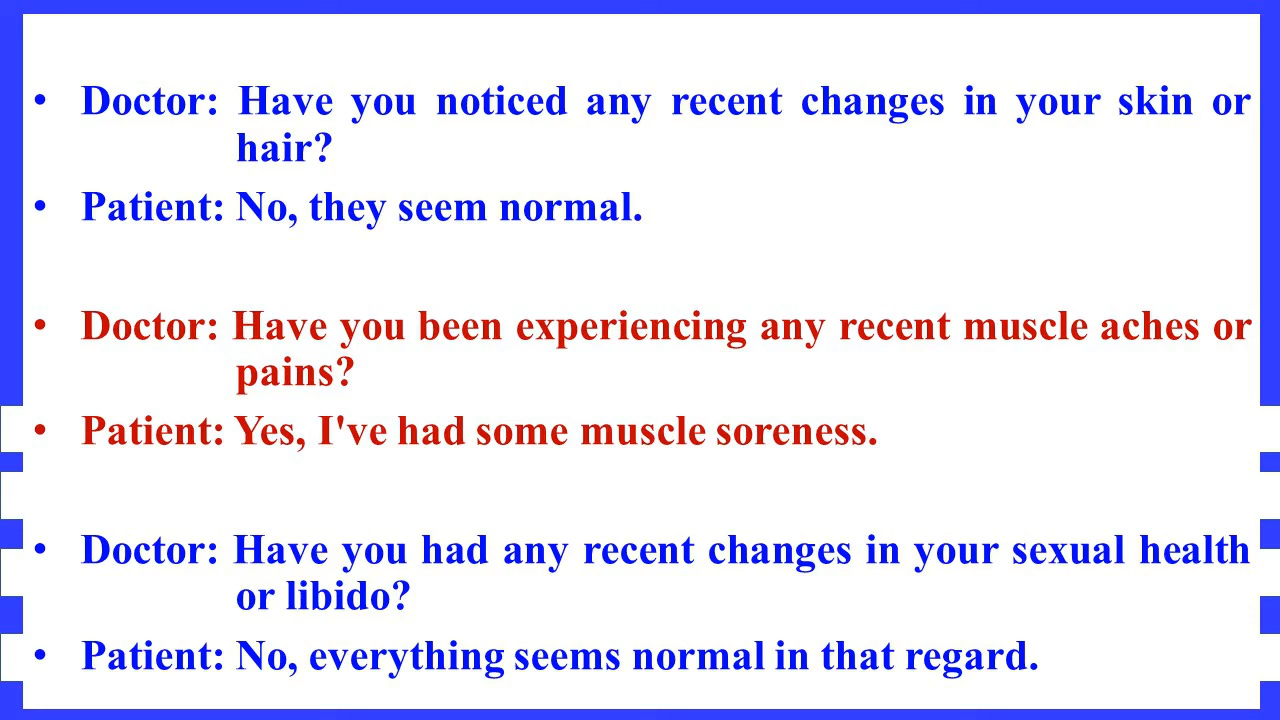 • Doctor: Have you noticed any recent changes in your skin or
hair?
• Patient: No, they seem normal.
• Doctor: Have you been experiencing any recent muscle aches or
pains?
• Patient: Yes, I've had some muscle soreness.
• Doctor: Have you had any recent changes in your sexual health
or libido?
• Patient: No, everything seems normal in that regard.